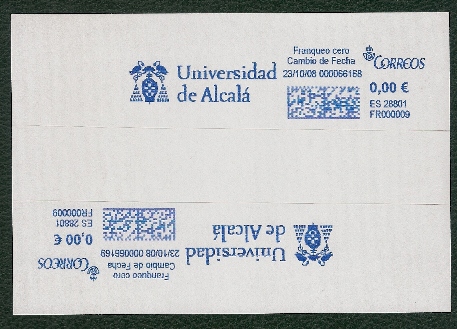 Universidad
de Alcalá
Franqueo cero
Cambio de Fecha
23/10/08 000066168
CORREOS
0,00 €
ES 28801
FR000009
Universidad
de Alcalá
Franqueo cero
Cambio de Fecha
23/10/08 000066169
CORREOS
0,00 €
ES 28801
FR000009